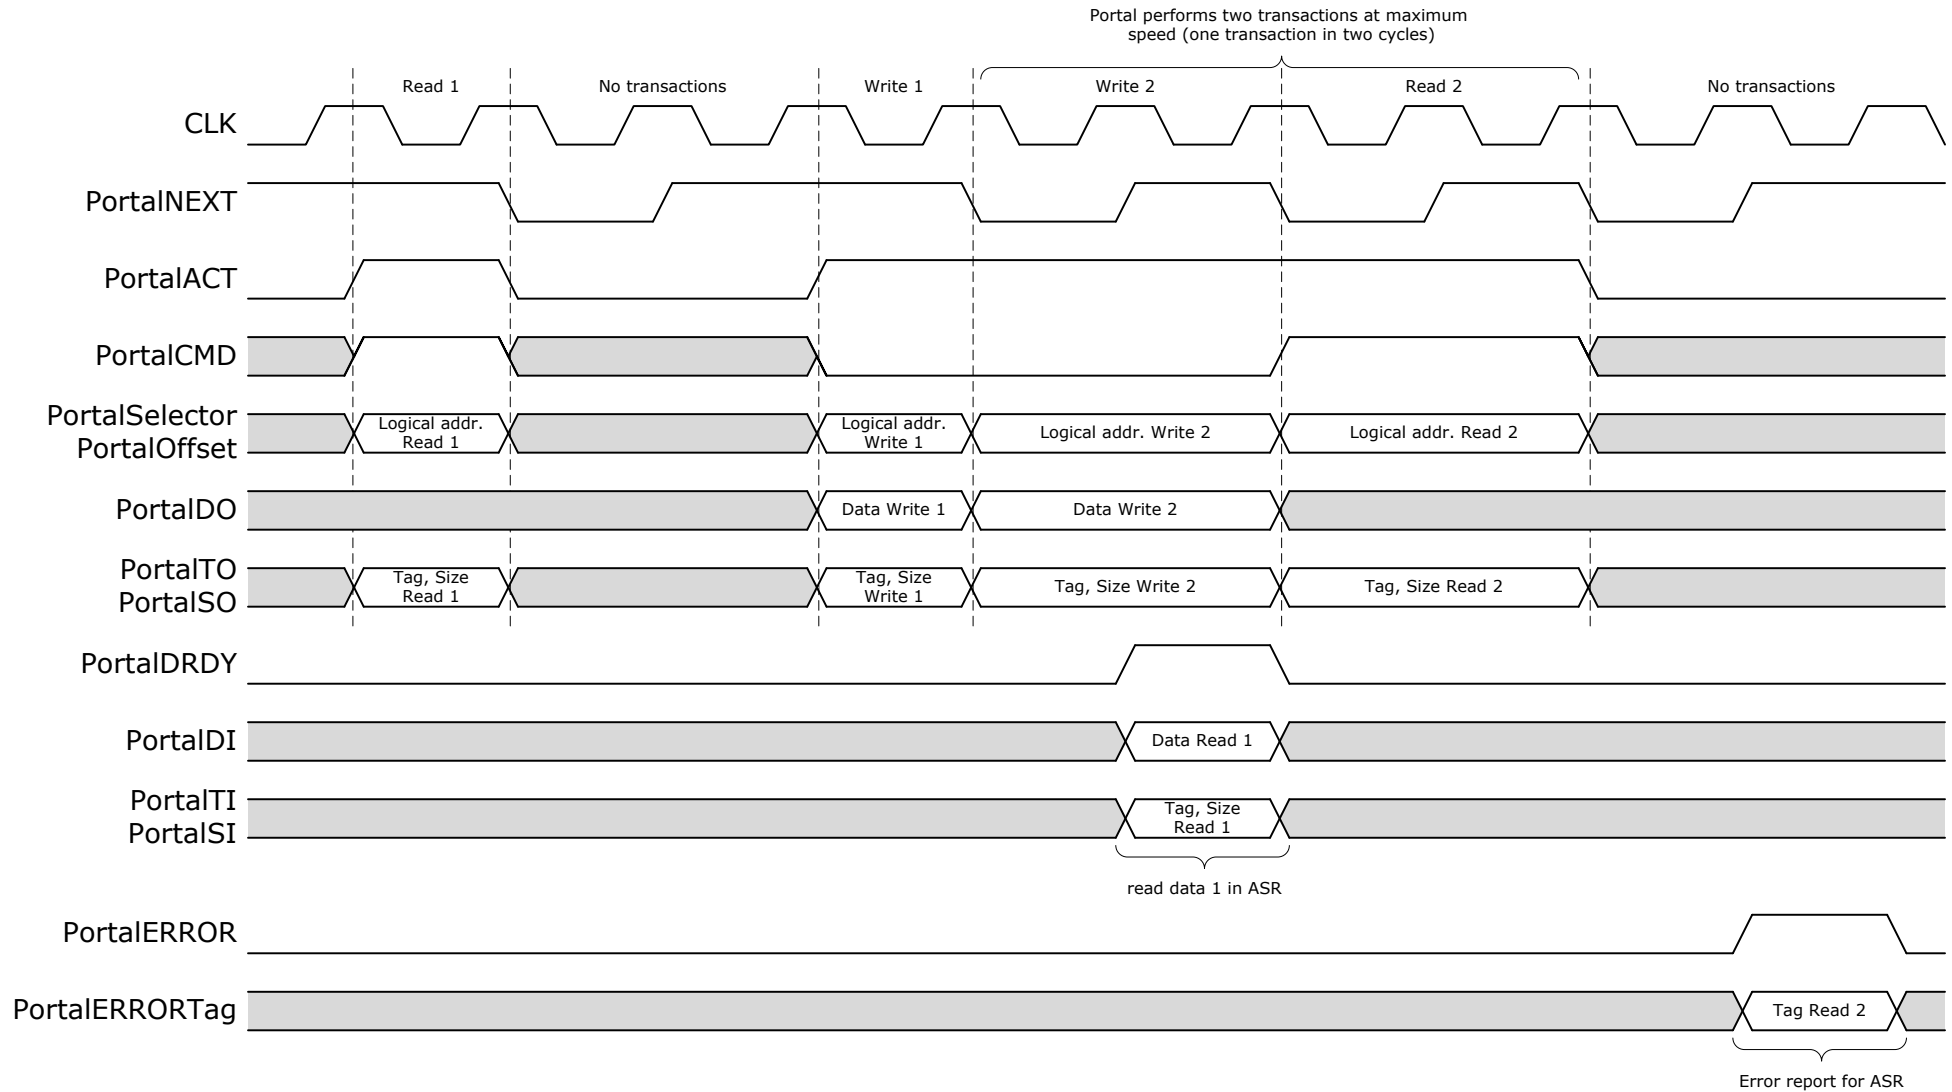 Portal performs two transactions at maximum
speed (one transaction in two cycles)
Read 1
No transactions
Write 1
Write 2
Read 2
No transactions
CLK
PortalNEXT
PortalACT
PortalCMD
PortalSelector
PortalOffset
Logical addr.
Read 1
Logical addr.
Write 1
Logical addr. Write 2
Logical addr. Read 2
PortalDO
Data Write 1
Data Write 2
PortalTO
PortalSO
Tag, Size
Read 1
Tag, Size
Write 1
Tag, Size Write 2
Tag, Size Read 2
PortalDRDY
PortalDI
Data Read 1
PortalTI
PortalSI
Tag, Size
Read 1
read data 1 in ASR
PortalERROR
PortalERRORTag
Tag Read 2
Error report for ASR